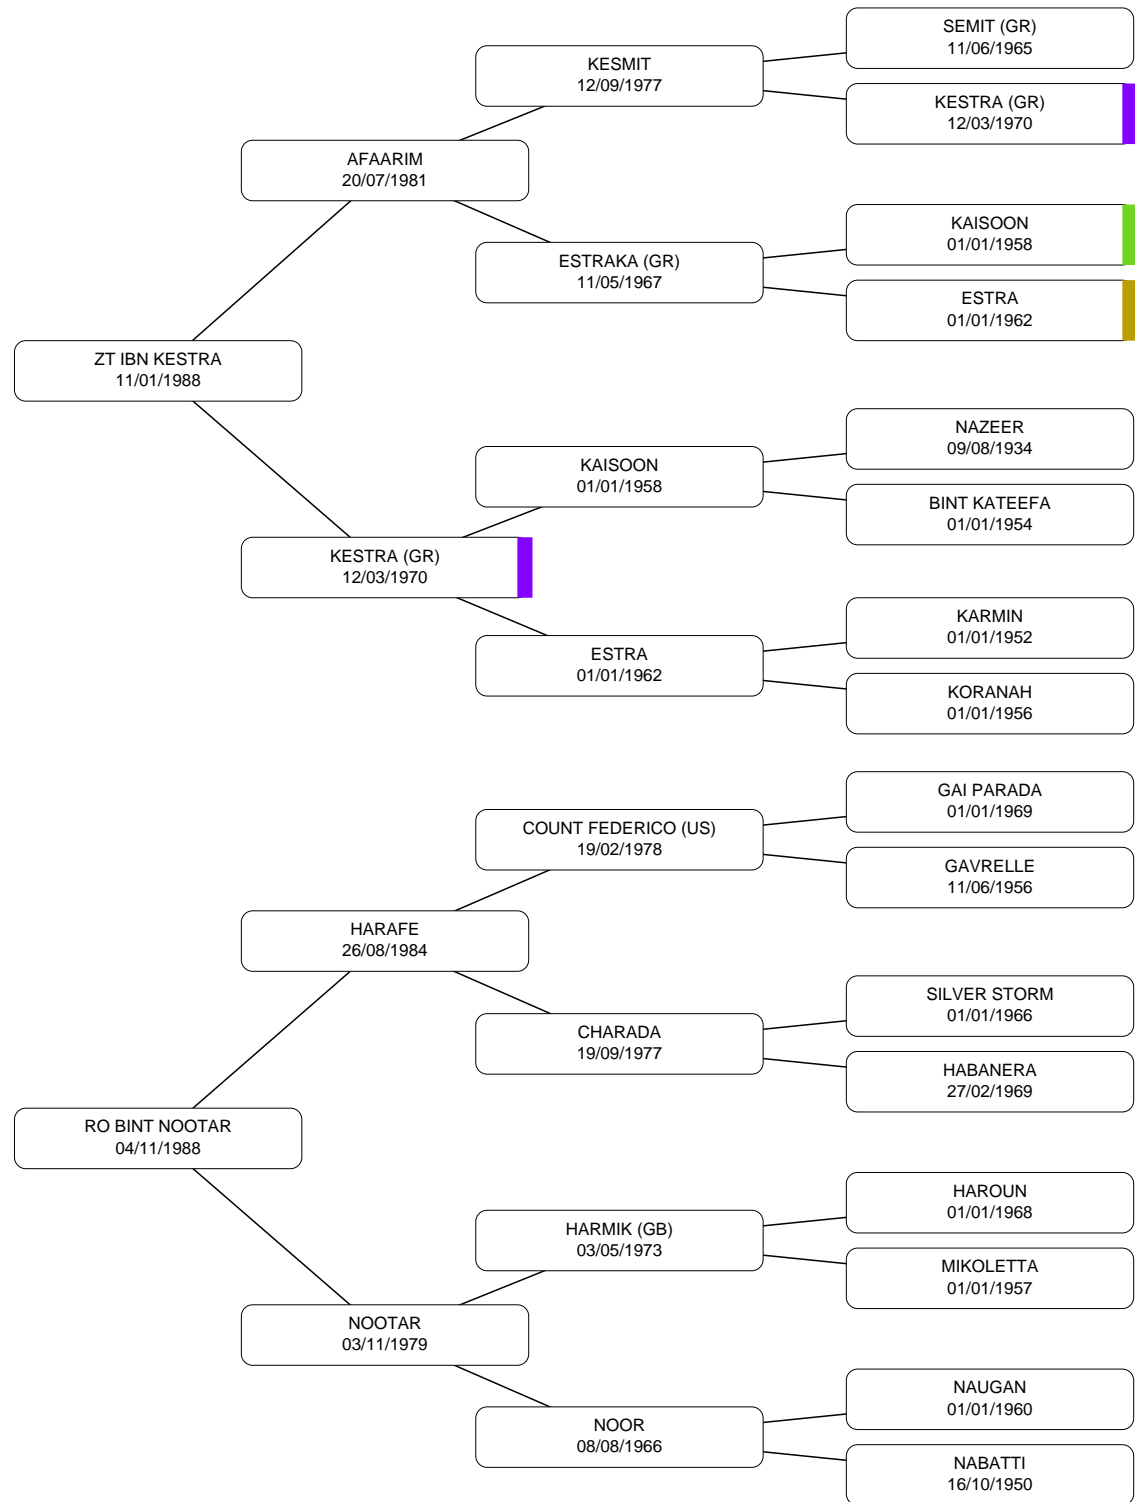 SEMIT (GR)
11/06/1965
KESMIT
12/09/1977
KESTRA (GR)
12/03/1970
AFAARIM
20/07/1981
KAISOON
01/01/1958
ESTRAKA (GR)
11/05/1967
ESTRA
01/01/1962
ZT IBN KESTRA
11/01/1988
NAZEER
09/08/1934
KAISOON
01/01/1958
BINT KATEEFA
01/01/1954
KESTRA (GR)
12/03/1970
KARMIN
01/01/1952
ESTRA
01/01/1962
KORANAH
01/01/1956
GAI PARADA
01/01/1969
COUNT FEDERICO (US)
19/02/1978
GAVRELLE
11/06/1956
HARAFE
26/08/1984
SILVER STORM
01/01/1966
CHARADA
19/09/1977
HABANERA
27/02/1969
RO BINT NOOTAR
04/11/1988
HAROUN
01/01/1968
HARMIK (GB)
03/05/1973
MIKOLETTA
01/01/1957
NOOTAR
03/11/1979
NAUGAN
01/01/1960
NOOR
08/08/1966
NABATTI
16/10/1950